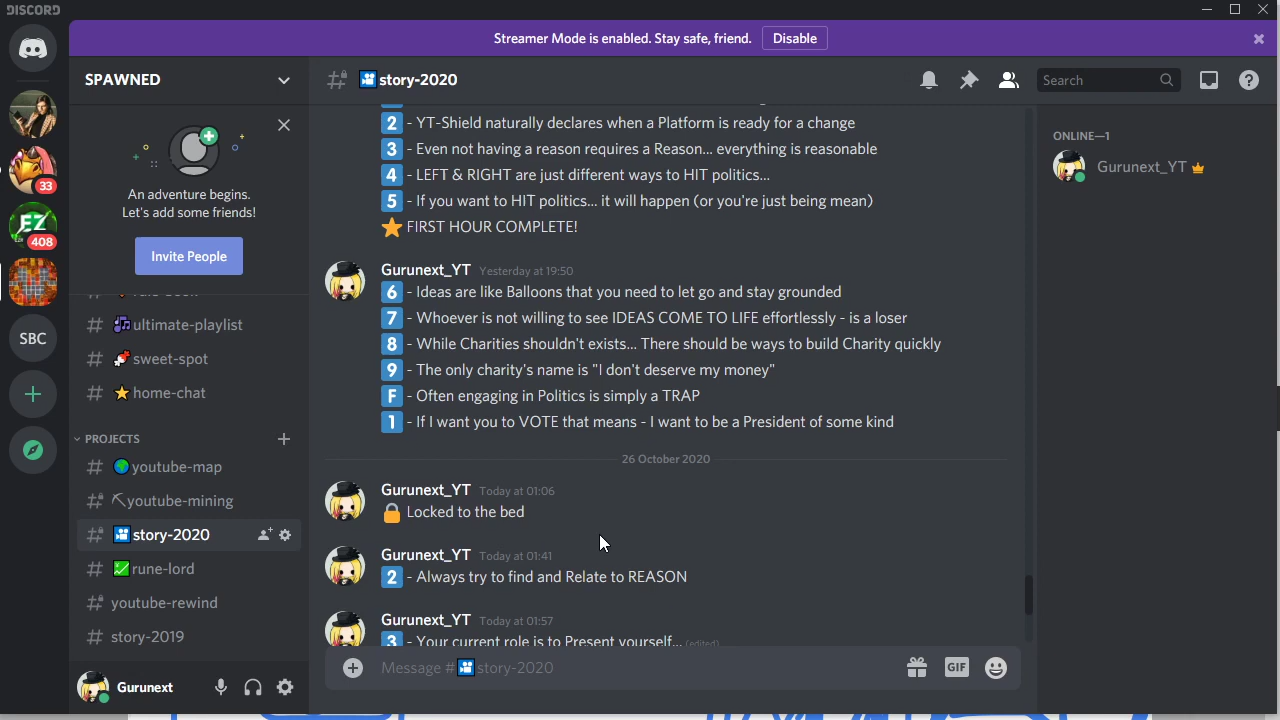 DISCORD
Streamer Mode is enabled. Stay safe, friend. Disable
SPAWNED
story-2020
Search
An adventure begins.
Let's add some friends!
Invite People
33
EZ
408
SBC
ultimate-playlist
sweet-spot
home-chat
PROJECTS
youtube-map
youtube-mining
story-2020
rune-lord
youtube-rewind
story-2019
Gurunext
2 - YT-Shield naturally declares when a Platform is ready for a change
3 - Even not having a reason requires a Reason... everything is reasonable
4 - LEFT & RIGHT are just different ways to HIT politics...
5 - If you want to HIT politics... it will happen (or you're just being mean)
FIRST HOUR COMPLETE!
Gurunext_YT Yesterday at 19:50
6 - Ideas are like Balloons that you need to let go and stay grounded
7 - Whoever is not willing to see IDEAS COME TO LIFE effortlessly - is a loser
8 - While Charities shouldn't exists... There should be ways to build Charity quickly
9 - The only charity's name is "I don't deserve my money"
F - Often engaging in Politics is simply a TRAP
1 - If I want you to VOTE that means - I want to be a President of some kind
26 October 2020
Gurunext_YT Today at 01:06
Locked to the bed
Gurunext_YT Today at 01:41
2 - Always try to find and Relate to REASON
Gurunext_YT Today at 01:57
3 - Your current role is to Present yourself... (edited)
Message # story-2020
GIF
ONLINE—1
Gurunext_YT